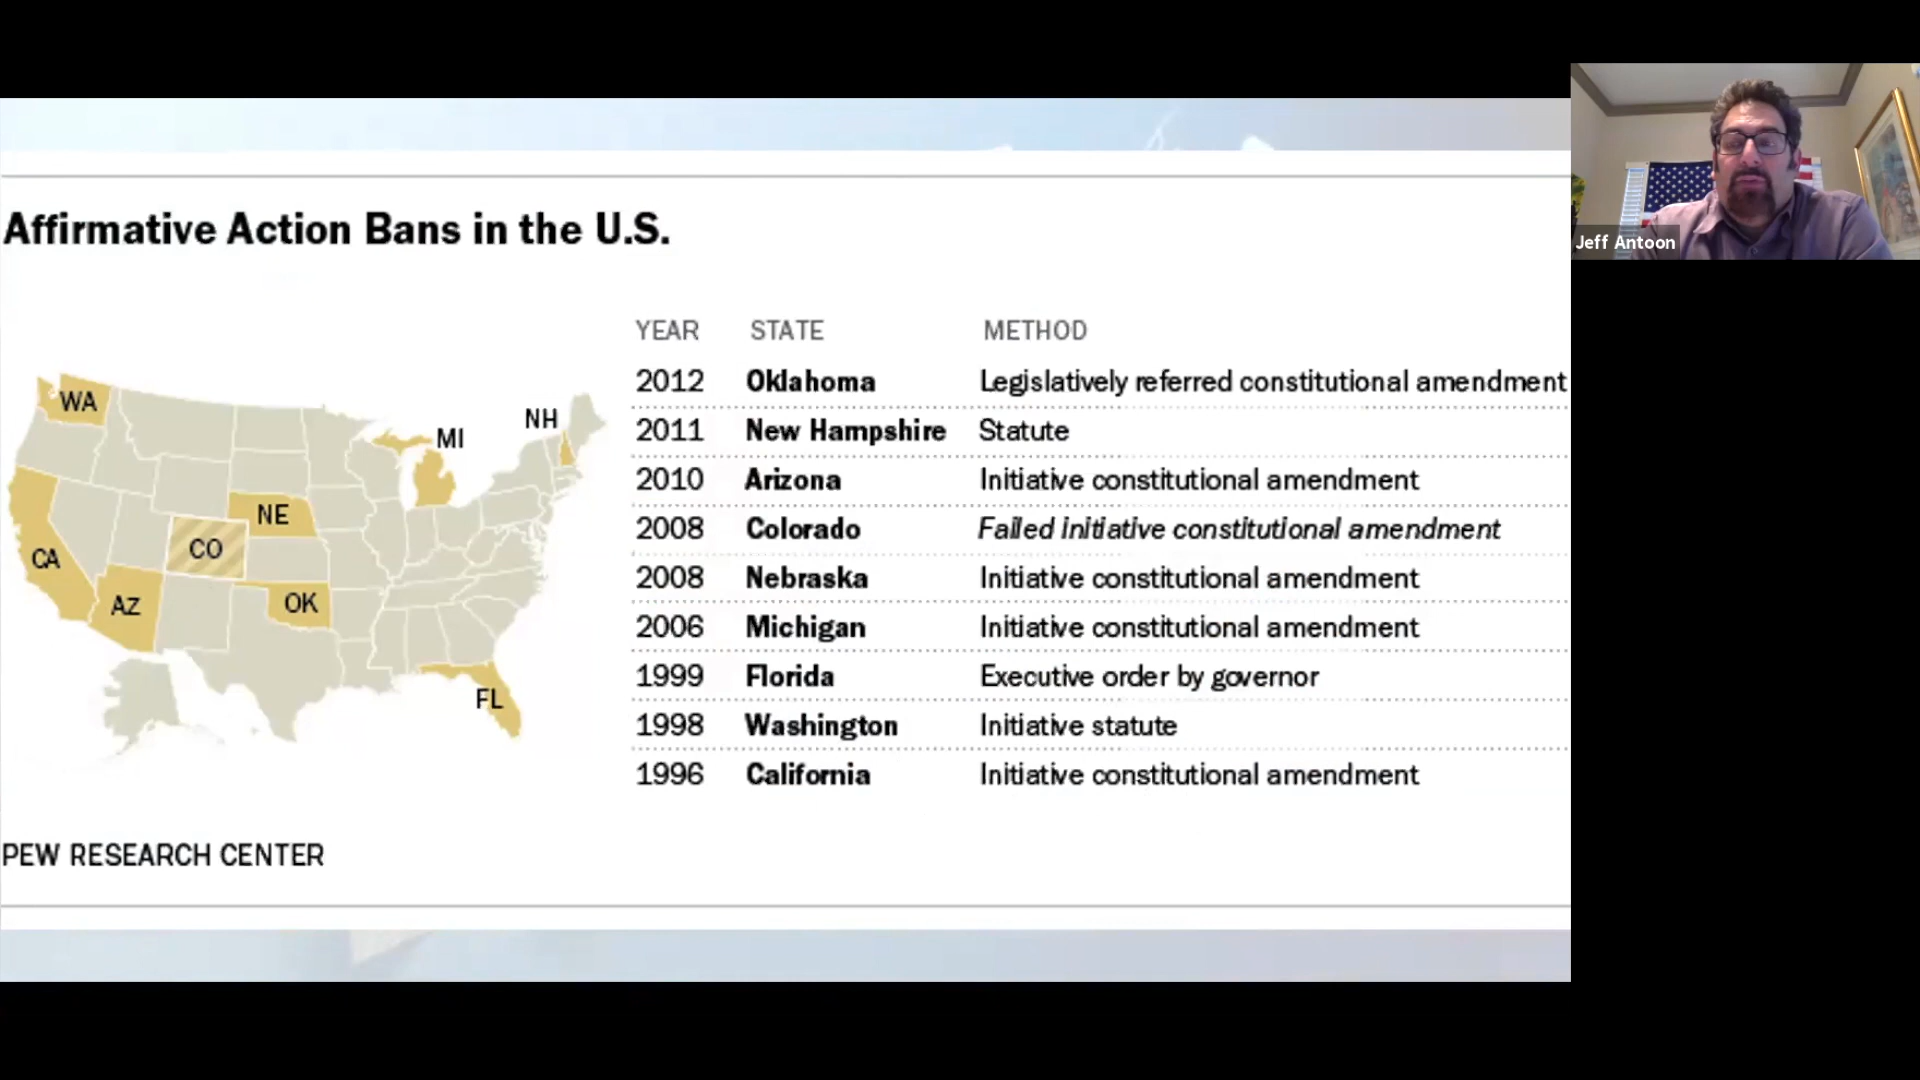 Affirmative Action Bans in the U.S.
YEAR STATE METHOD
2012 Oklahoma Legislatively referred constitutional amendment
2011 New Hampshire Statute
2010 Arizona Initiative constitutional amendment
2008 Colorado Failed initiative constitutional amendment
2008 Nebraska Initiative constitutional amendment
2006 Michigan Initiative constitutional amendment
1999 Florida Executive order by governor
1998 Washington Initiative statute
1996 California Initiative constitutional amendment
WA
MI
NH
NE
CO
CA
AZ
OK
FL
PEW RESEARCH CENTER
Jeff Antoon